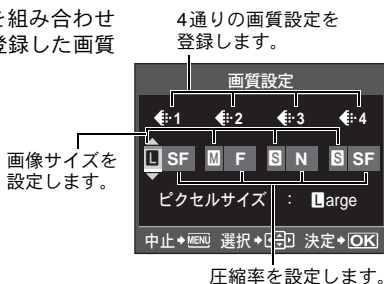 を組み合わせ
登録した画質
4通りの画質設定を
登録します。
画質設定
1 2 3 4
L SF M F S N S SF
画像サイズを
設定します。
ピクセルサイズ : Large
中止 MENU 選択 決定 OK
圧縮率を設定します。